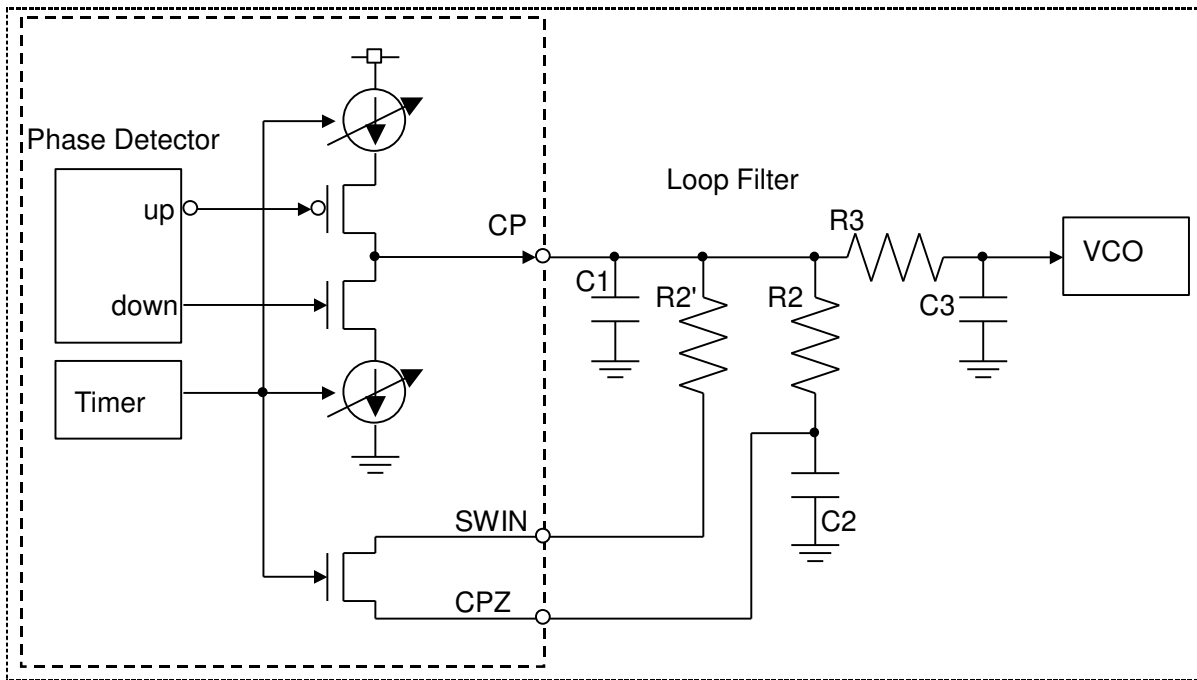 Phase Detector
up
down
Timer
CP
SWIN
CPZ
Loop Filter
C1
R2'
R2
C2
R3
C3
VCO